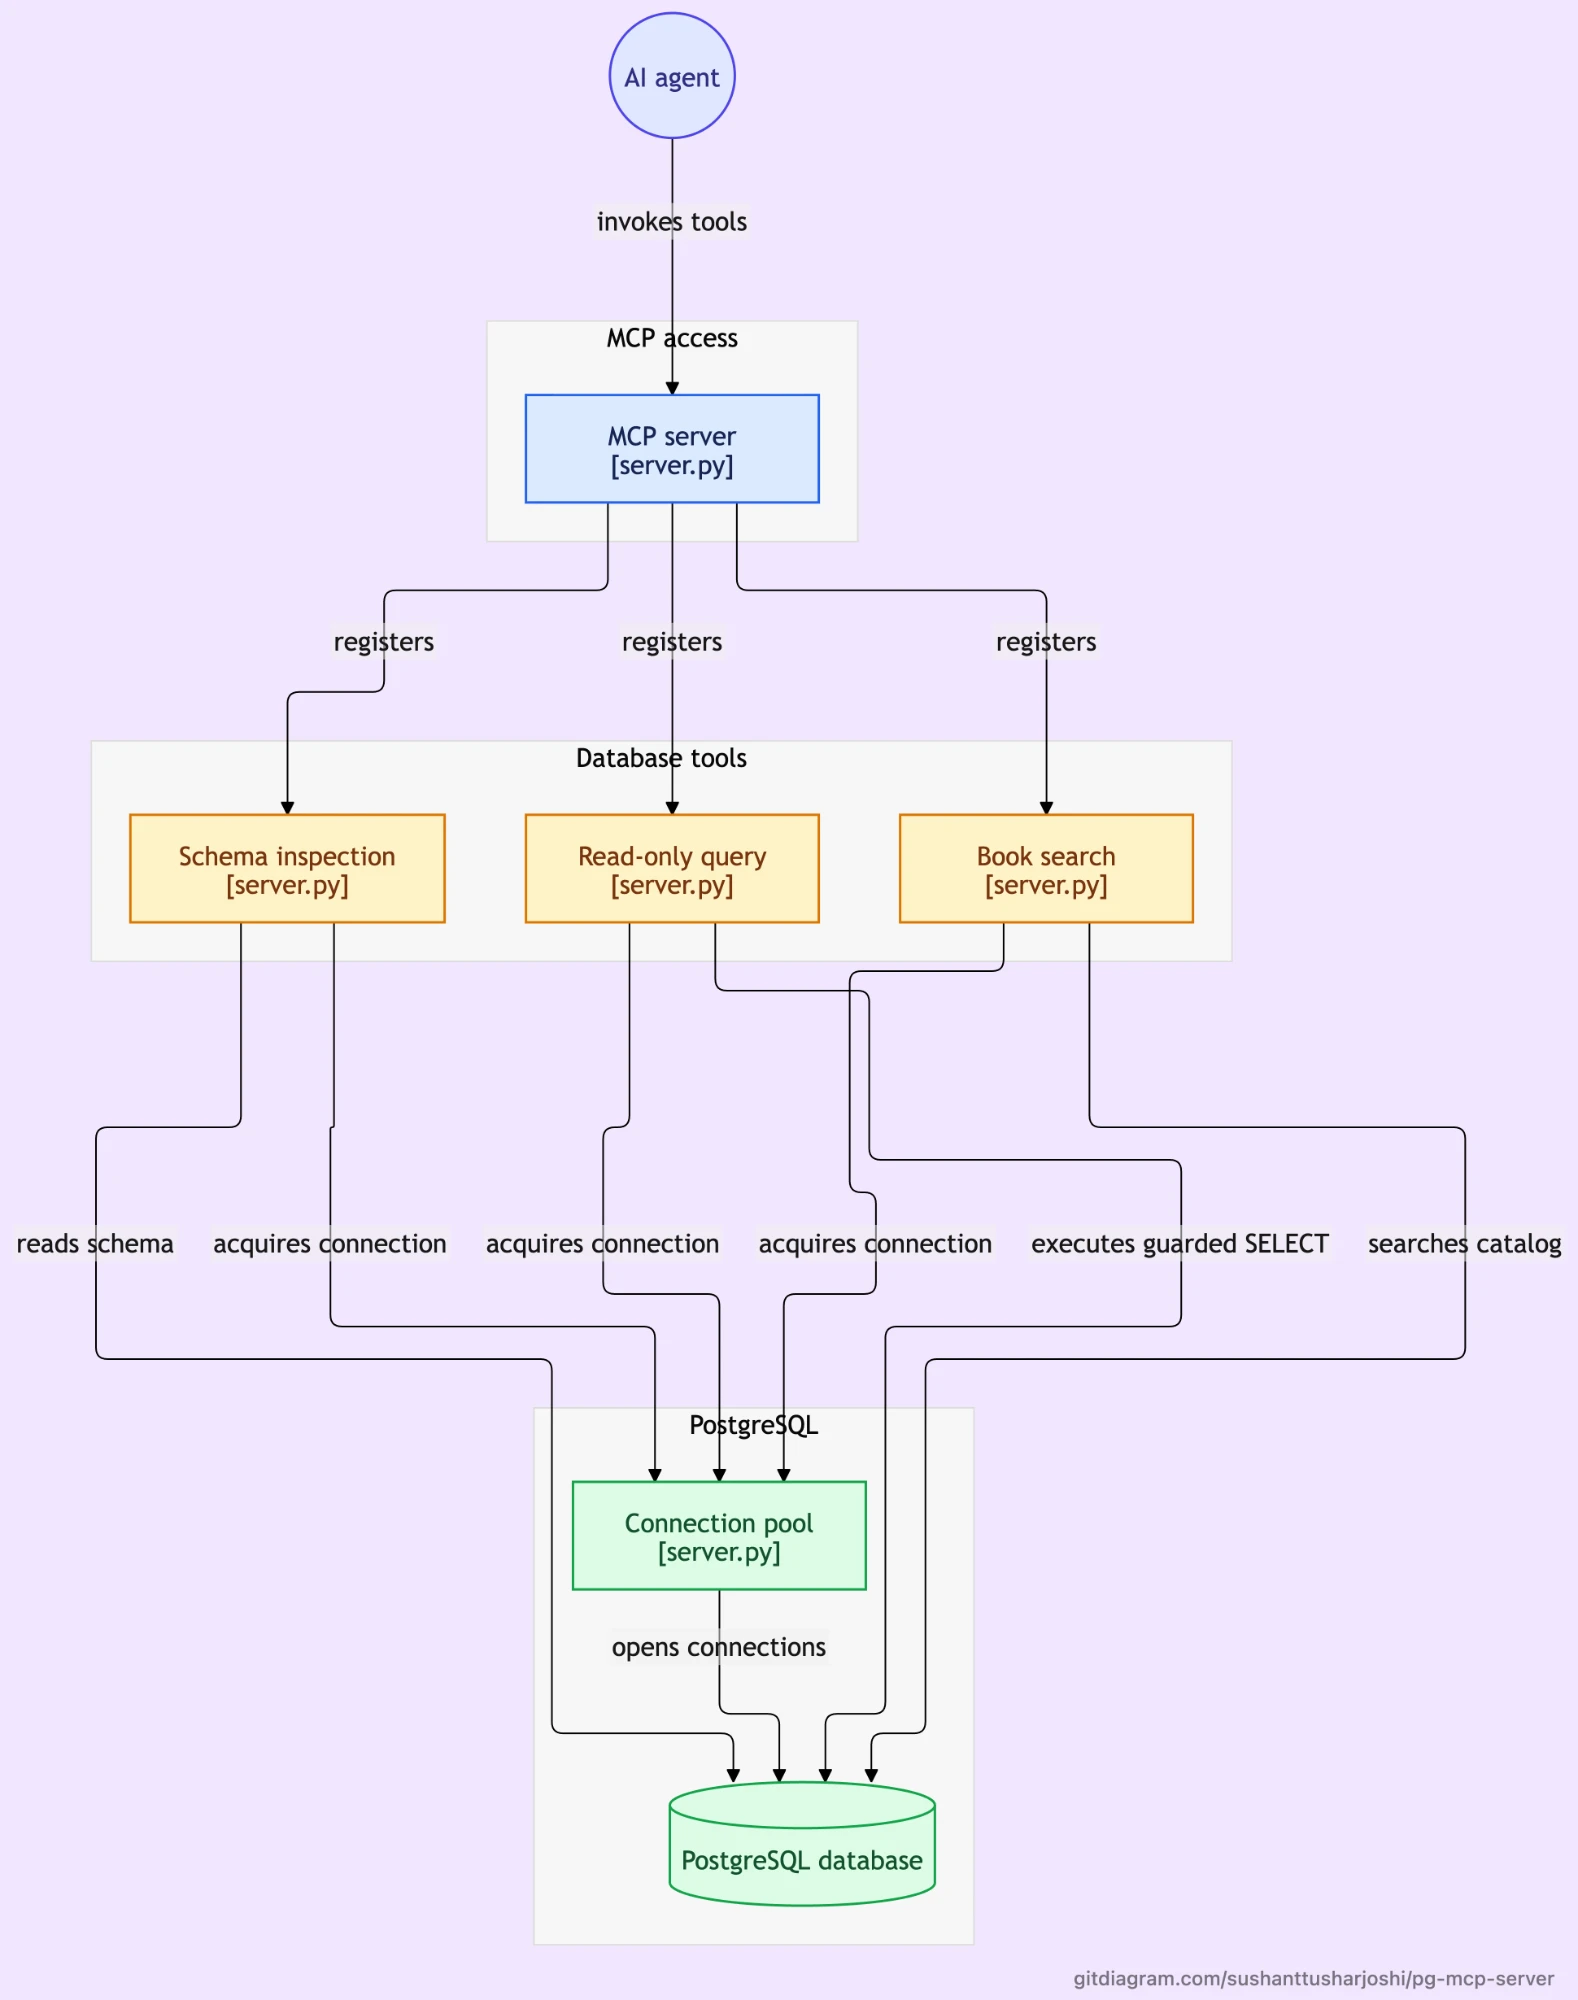 AI agent
invokes tools
MCP access
MCP server
[server.py]
registers
registers
registers
Database tools
Schema inspection
[server.py]
Read-only query
[server.py]
Book search
[server.py]
reads schema
acquires connection
acquires connection
acquires connection
executes guarded SELECT
searches catalog
PostgreSQL
Connection pool
[server.py]
opens connections
PostgreSQL database
gitdiagram.com/sushanttusharjoshi/pg-mcp-server